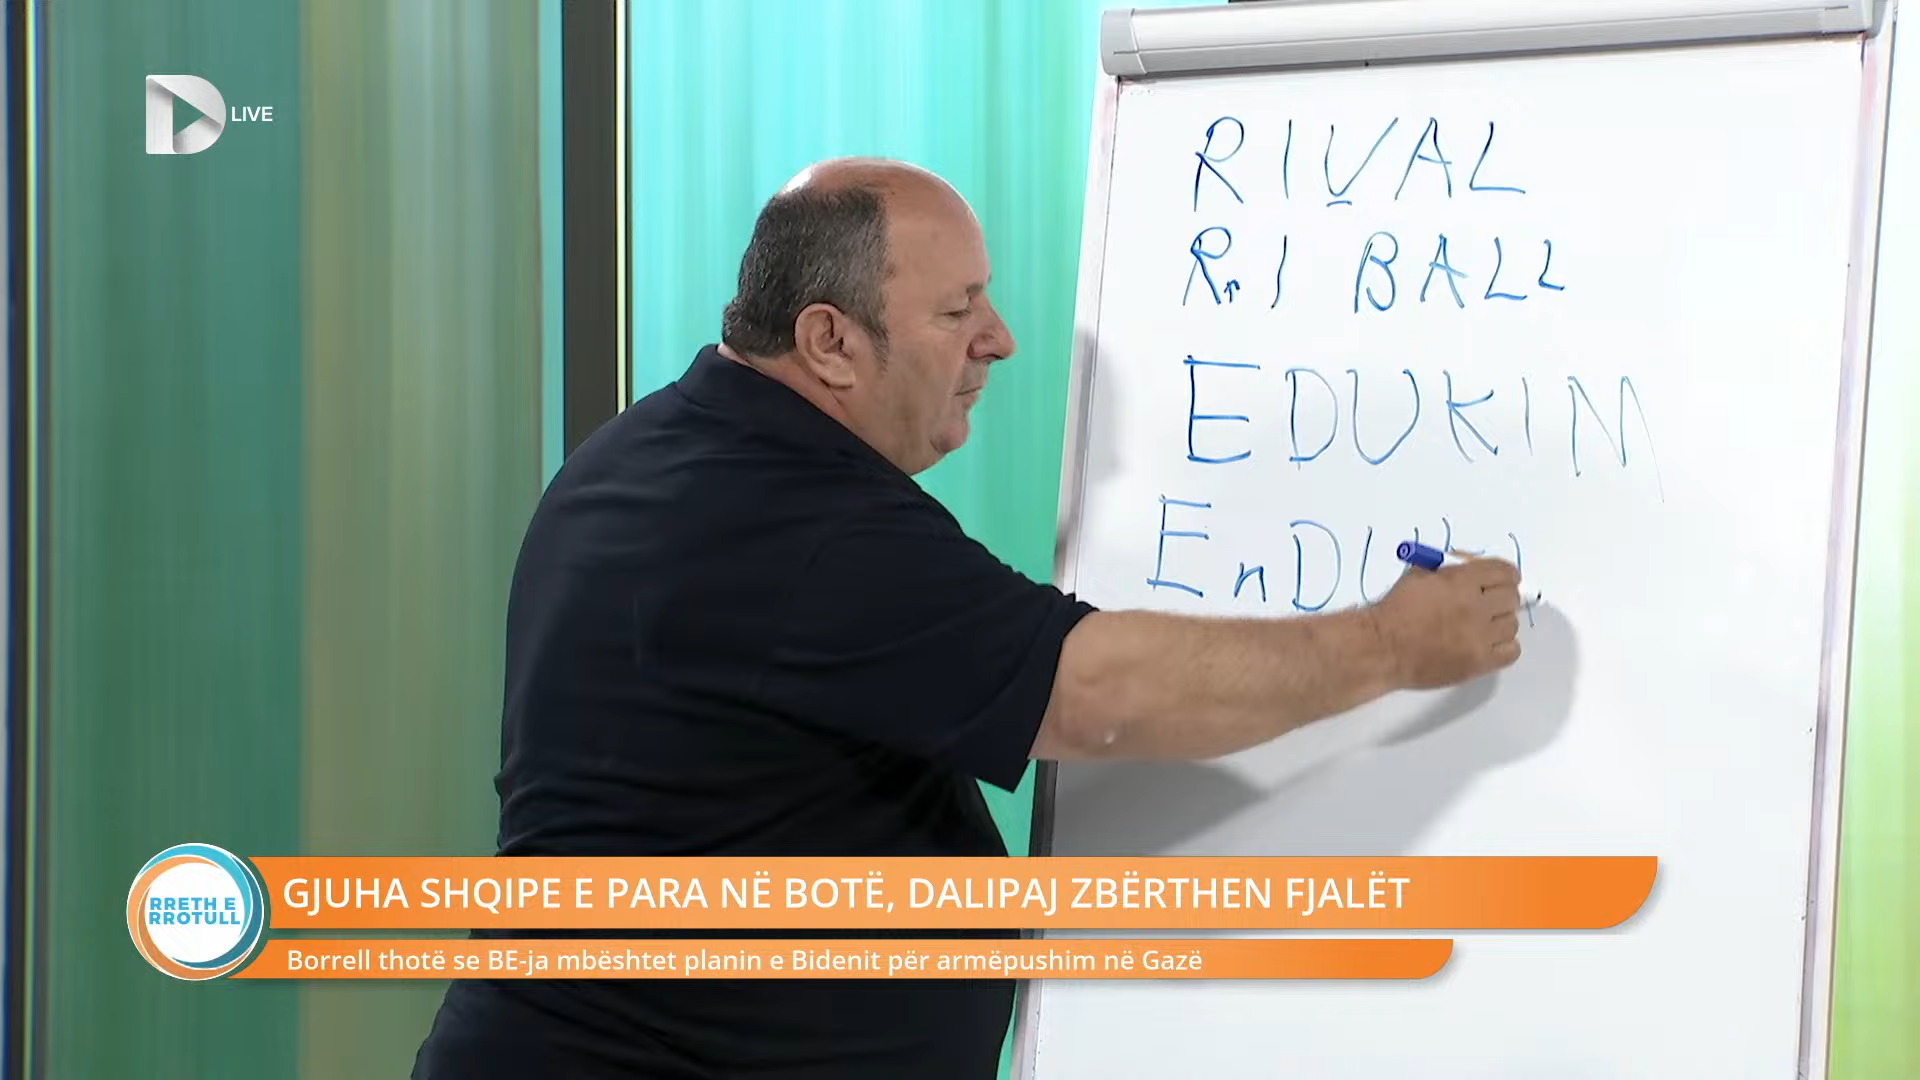 LIVE
RIVAL
Rr I BALL
EDUKIM
RRETH E
RROTULL
GJUHA SHQIPE E PARA NË BOTË, DALIPAJ ZBËRTHEN FJALËT
Borrell thotë se BE-ja mbështet planin e Bidenit për armëpushim në Gazë